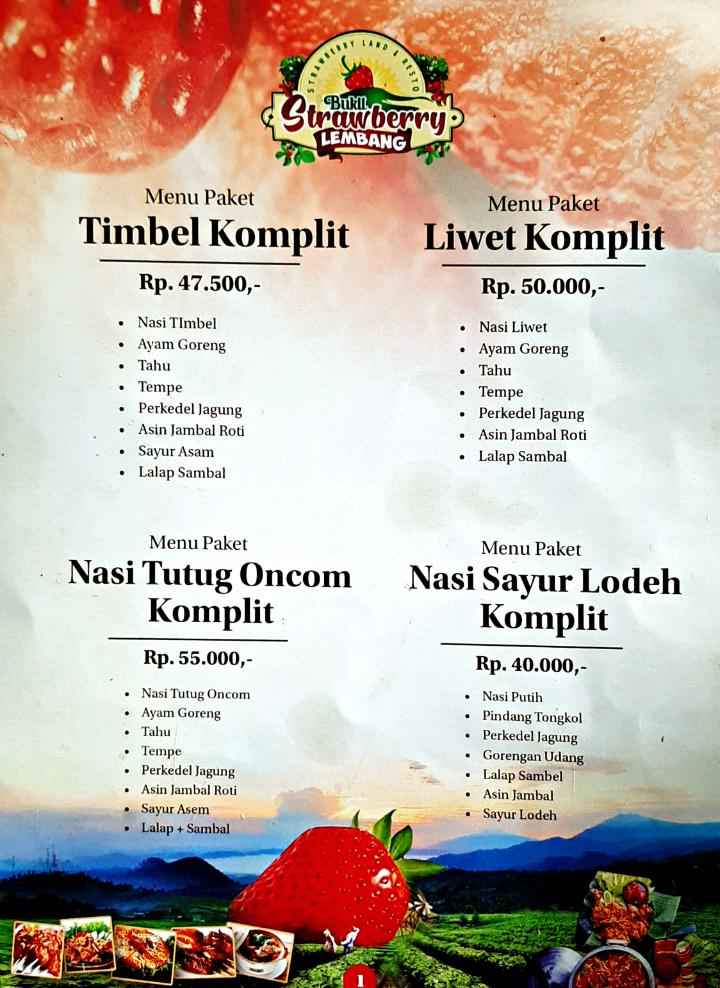 STRAWBERRY LAND & RESTO
Bukit
Strawberry
LEMBANG
Menu Paket
Timbel Komplit
Rp. 47.500,-
• Nasi TImbel
• Ayam Goreng
• Tahu
• Tempe
• Perkedel Jagung
• Asin Jambal Roti
• Sayur Asam
• Lalap Sambal
Menu Paket
Liwet Komplit
Rp. 50.000,-
• Nasi Liwet
• Ayam Goreng
• Tahu
• Tempe
• Perkedel Jagung
• Asin Jambal Roti
• Lalap Sambal
Menu Paket
Nasi Tutug Oncom
Komplit
Rp. 55.000,-
• Nasi Tutug Oncom
• Ayam Goreng
• Tahu
• Tempe
• Perkedel Jagung
• Asin Jambal Roti
• Sayur Asem
• Lalap + Sambal
Menu Paket
Nasi Sayur Lodeh
Komplit
Rp. 40.000,-
• Nasi Putih
• Pindang Tongkol
• Perkedel Jagung
• Gorengan Udang
• Lalap Sambel
• Asin Jambal
• Sayur Lodeh
1